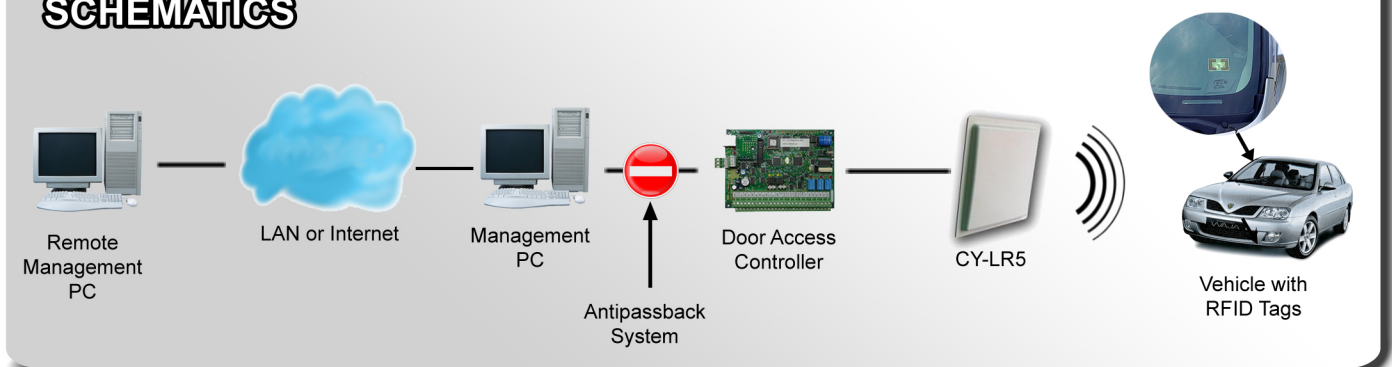 SCHEMATICS
Remote
Management
PC
LAN or Internet
Management
PC
Antipassback
System
Door Access
Controller
CY-LR5
WAJA
Vehicle with
RFID Tags